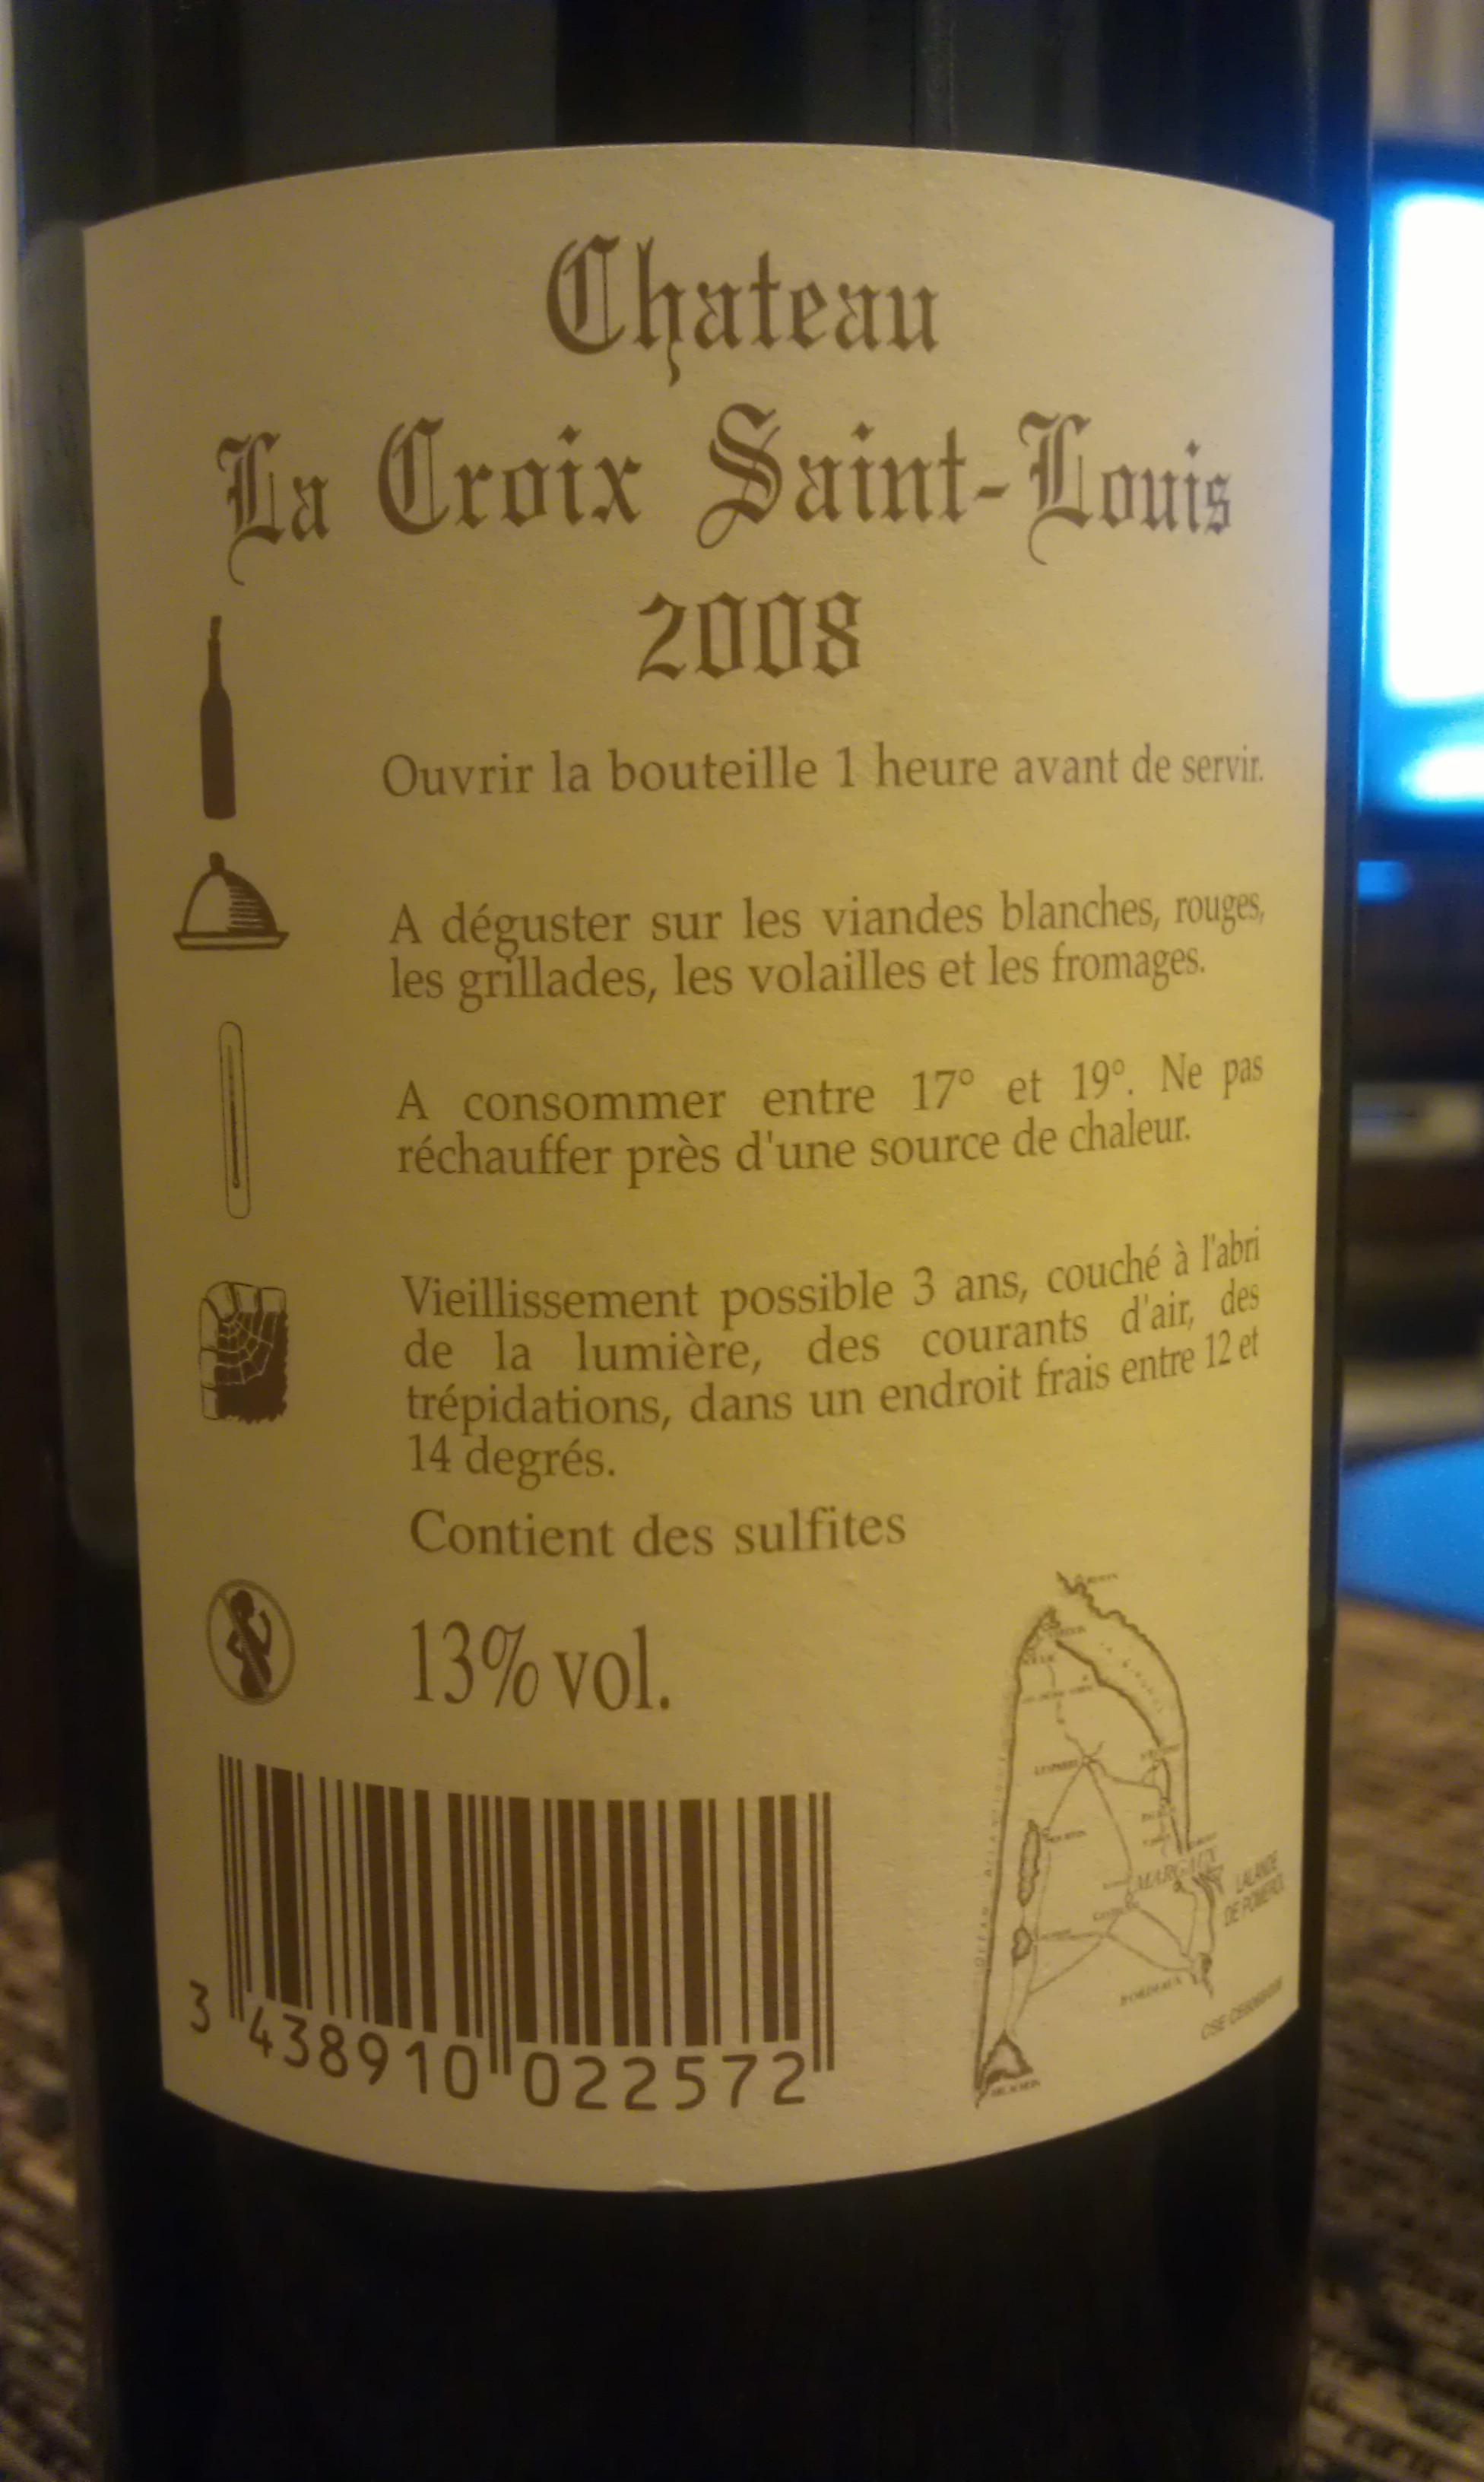 Chateau
La Croix Saint-Louis
2008
Ouvrir la bouteille 1 heure avant de servir.
A déguster sur les viandes blanches, rouges,
les grillades, les volailles et les fromages.
A consommer entre 17° et 19°. Ne pas
réchauffer près d'une source de chaleur.
Vieillissement possible 3 ans, couché à l'abri
de la lumière, des courants d'air, des
trépidations, dans un endroit frais entre 12 et
14 degrés.
Contient des sulfites
13% vol.
MARGAUX
LALANDE
DE POMEROL
BORDEAUX
3 438910 022572